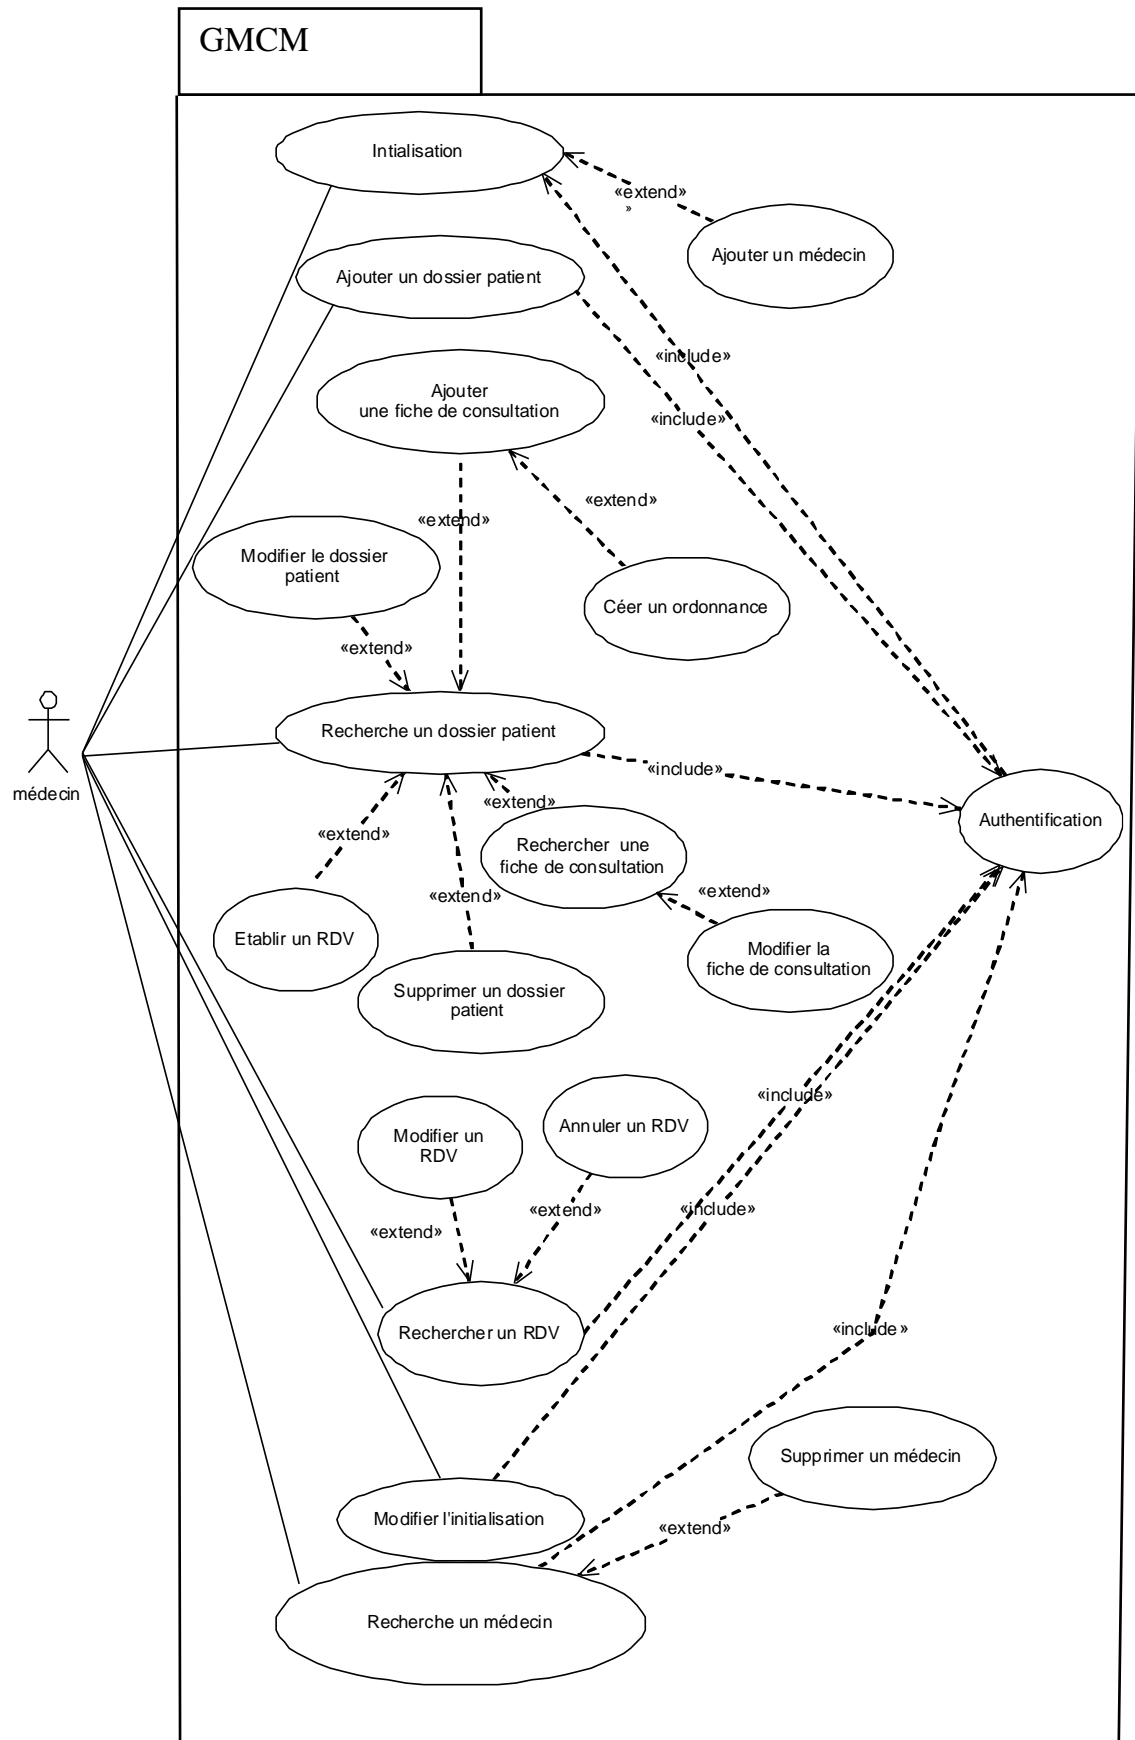 GMCM
Intialisation
«extend»
»
Ajouter un médecin
Ajouter un dossier patient
«include»
Ajouter
une fiche de consultation
«include»
«extend»
«extend»
Modifier le dossier
patient
Céer un ordonnance
«extend»
Recherche un dossier patient
«include»
médecin
«extend»
Authentification
«extend»
Rechercher une
fiche de consultation
«extend»
«extend»
Etablir un RDV
Modifier la
fiche de consultation
Supprimer un dossier
patient
«include»
Annuler un RDV
Modifier un
RDV
«extend»
«include»
«extend»
Rechercher un RDV
«include»
Supprimer un médecin
Modifier l'initialisation
«extend»
Recherche un médecin